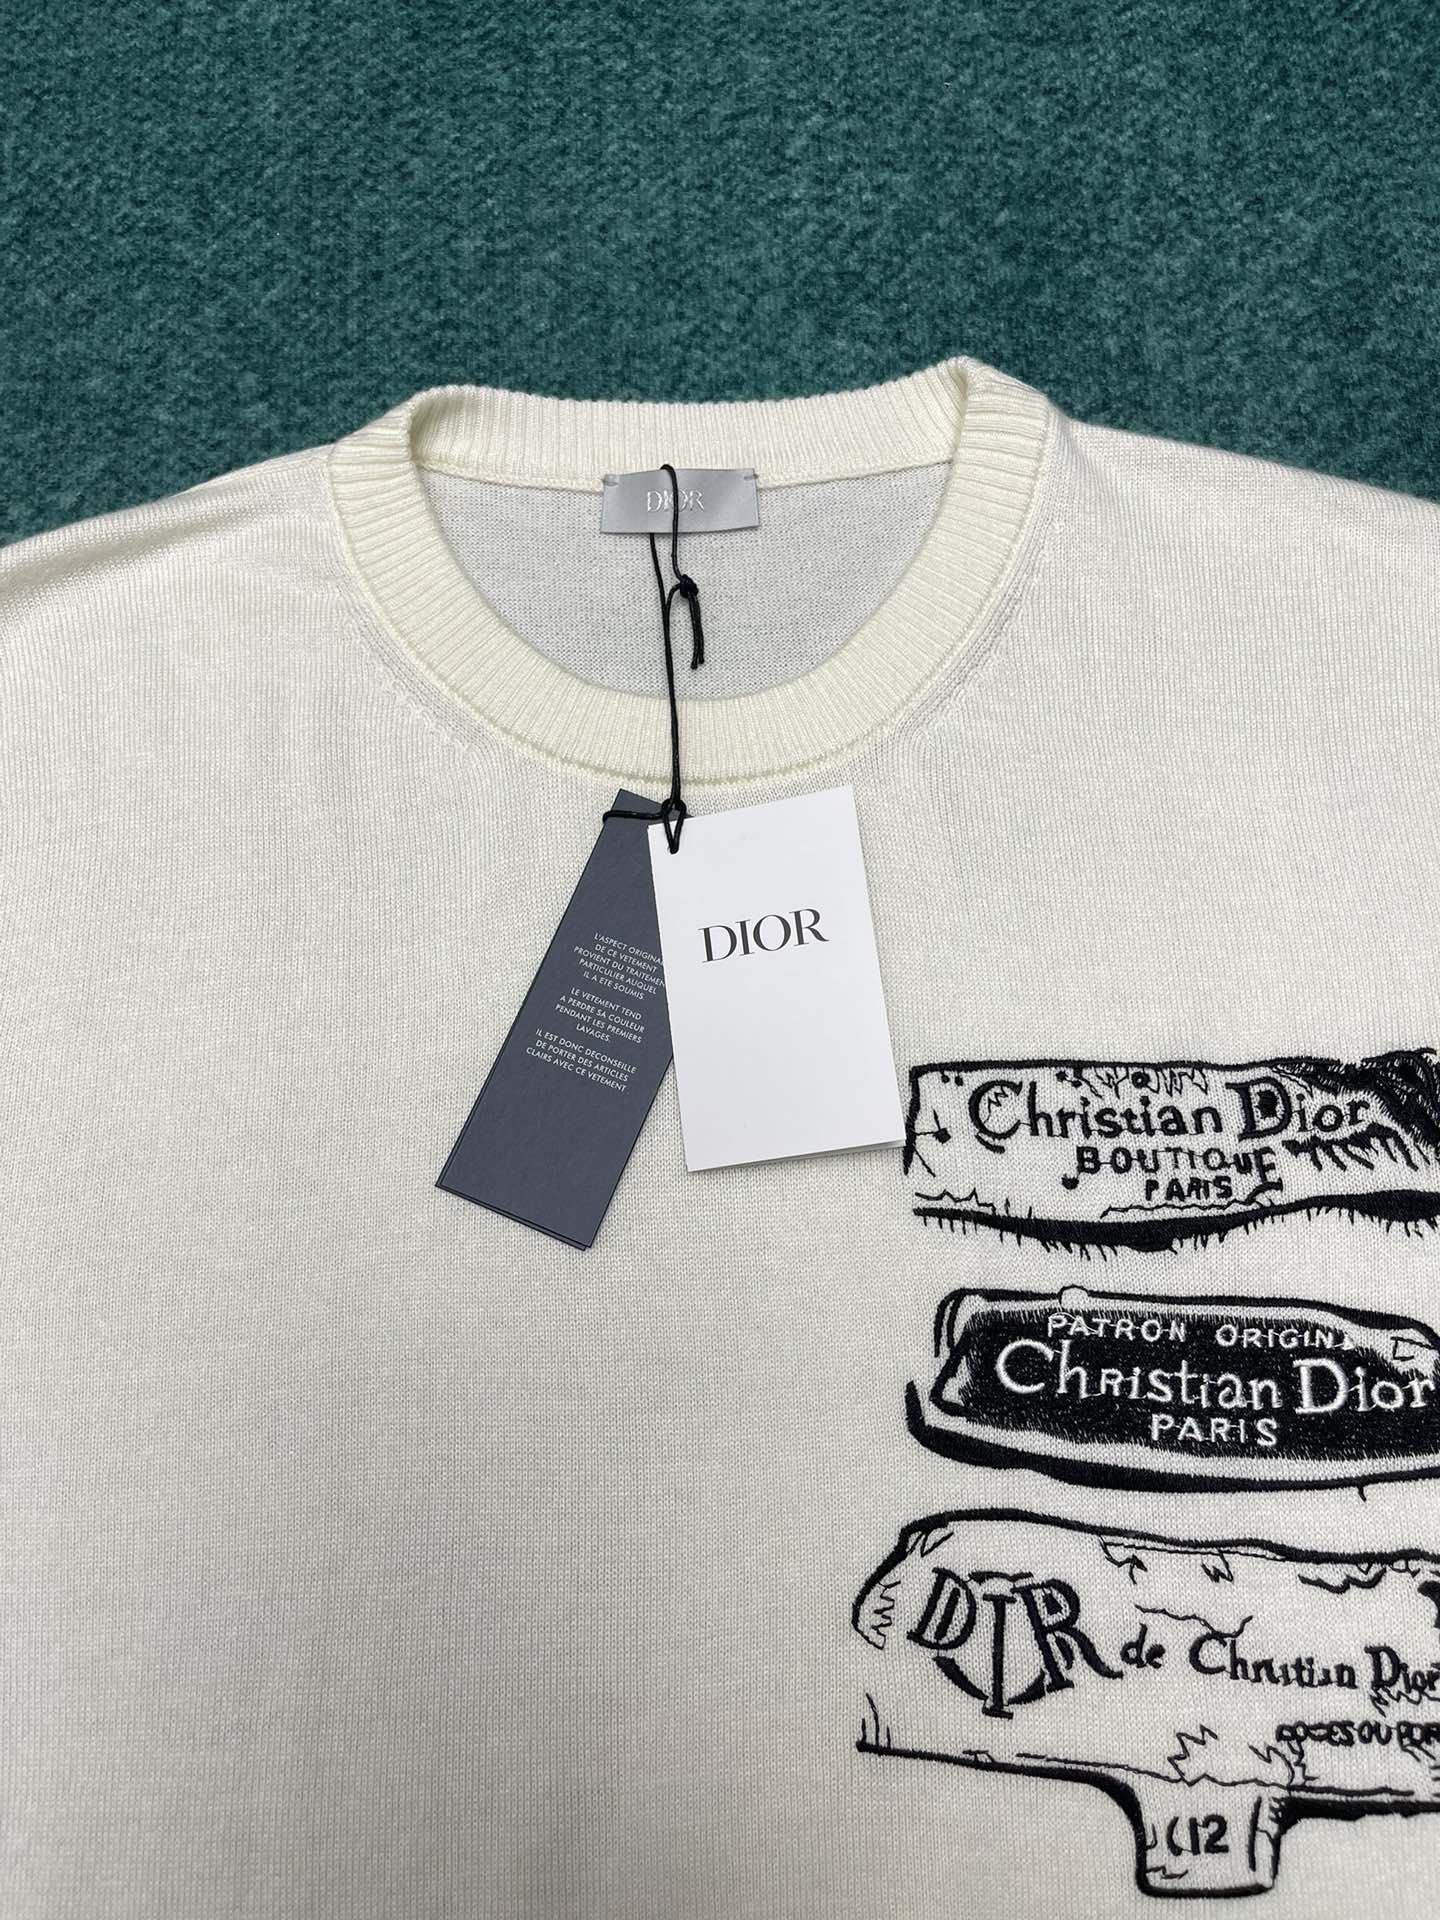 DIOR
DIOR
L'ASPECT ORIGINAL
DE CE VETEMENT
PROVIENT DU TRAITEMENT
PARTICULIER AUQUEL
IL A ETE SOUMIS.
LE VETEMENT TEND
A PERDRE SA COULEUR
PENDANT LES PREMIERS
LAVAGES.
IL EST DONC DECONSEILLE
DE PORTER DES ARTICLES
CLAIRS AVEC CE VETEMENT
Christian Dior
BOUTIQUE
PARIS
PATRON ORIGINA
Christian Dior
PARIS
DIOR de Christian Dior
12